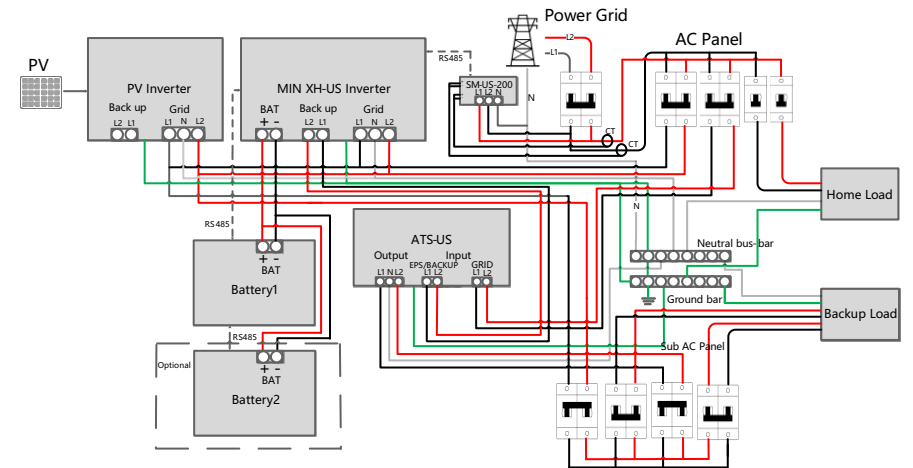 Power Grid
L2
L1
AC Panel
PV
RS485
PV Inverter
MIN XH-US Inverter
SM-US-200
L1 L2 N
N
Back up
Grid
L2 L1
L1 N L2
BAT
+ -
Back up
L2 L1
Grid
L1 N L2
CT
CT
Home Load
RS485
N
ATS-US
Output
Input
EPS/BACKUP
GRID
L1 N L2
L1 L2
L1 L2
Neutral bus-bar
+ -
BAT
Battery1
Ground bar
Backup Load
RS485
Sub AC Panel
Optional
+ -
BAT
Battery2